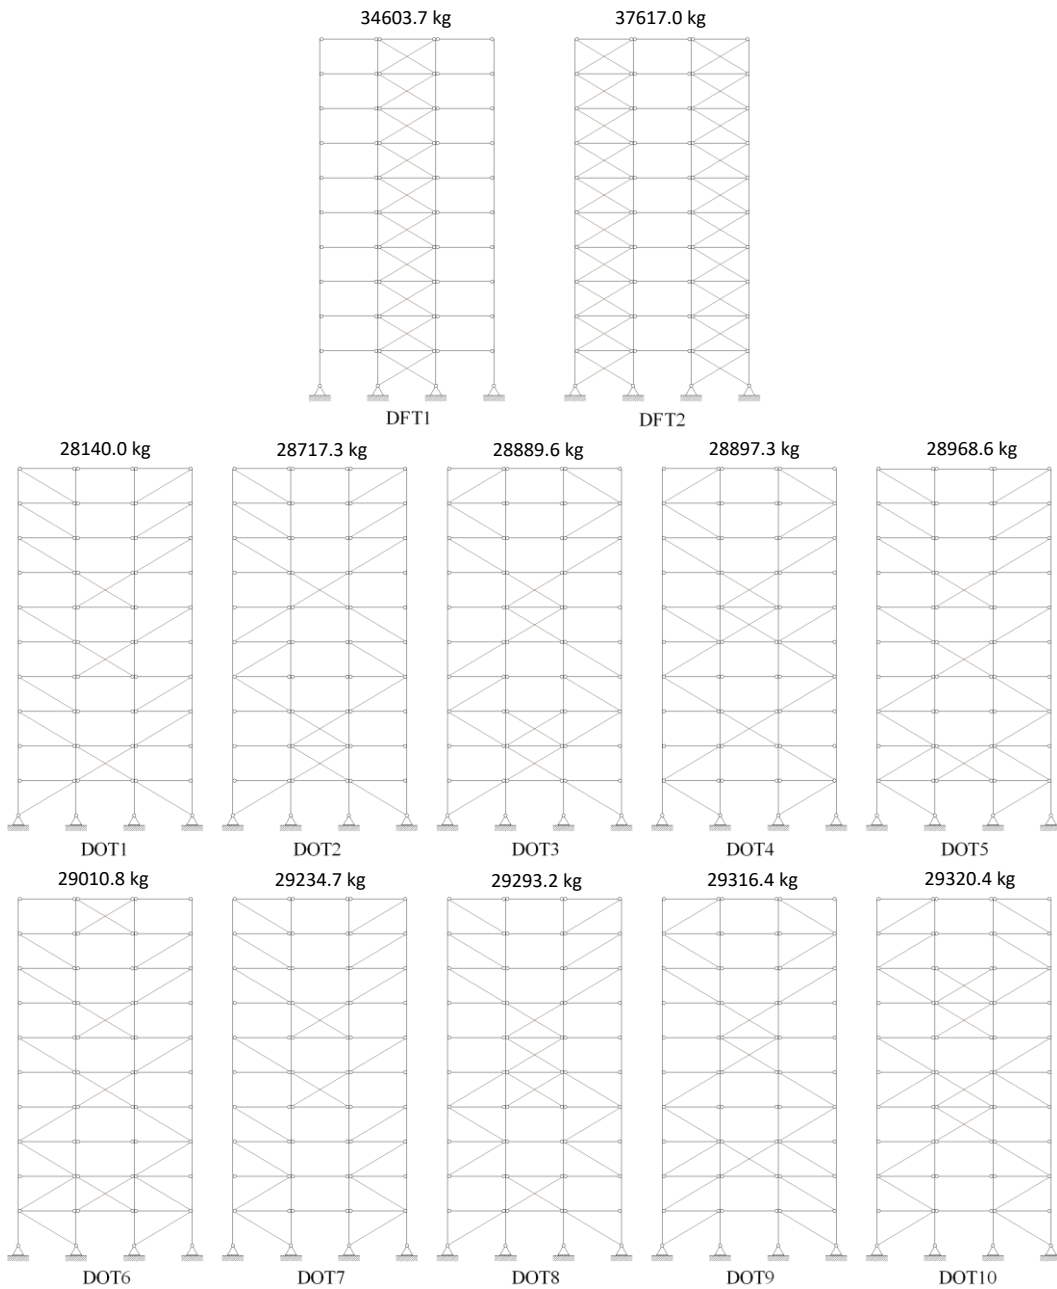 34603.7 kg 37617.0 kg
DFT1 DFT2
28140.0 kg 28717.3 kg 28889.6 kg 28897.3 kg 28968.6 kg
DOT1 DOT2 DOT3 DOT4 DOT5
29010.8 kg 29234.7 kg 29293.2 kg 29316.4 kg 29320.4 kg
DOT6 DOT7 DOT8 DOT9 DOT10